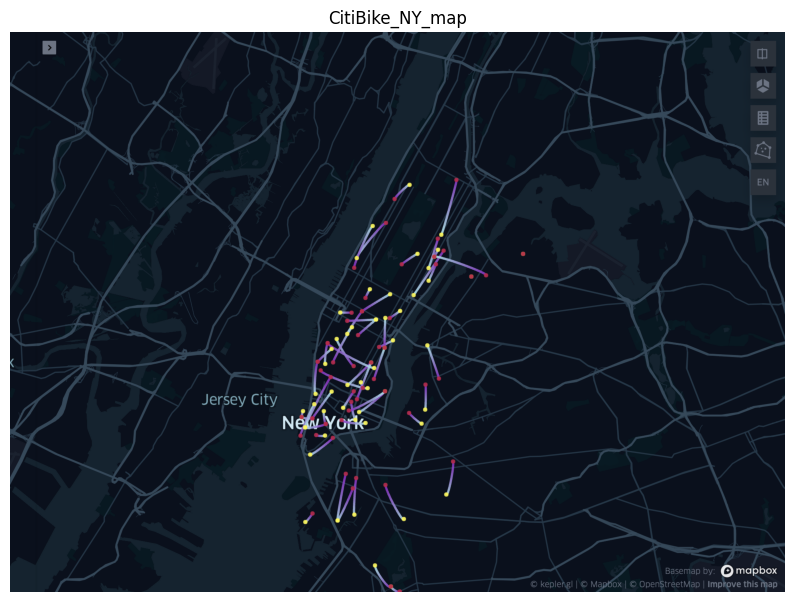 CitiBike_NY_map
EN
Jersey City
New York
Basemap by: mapbox
© kepler.gl | © Mapbox | © OpenStreetMap | Improve this map